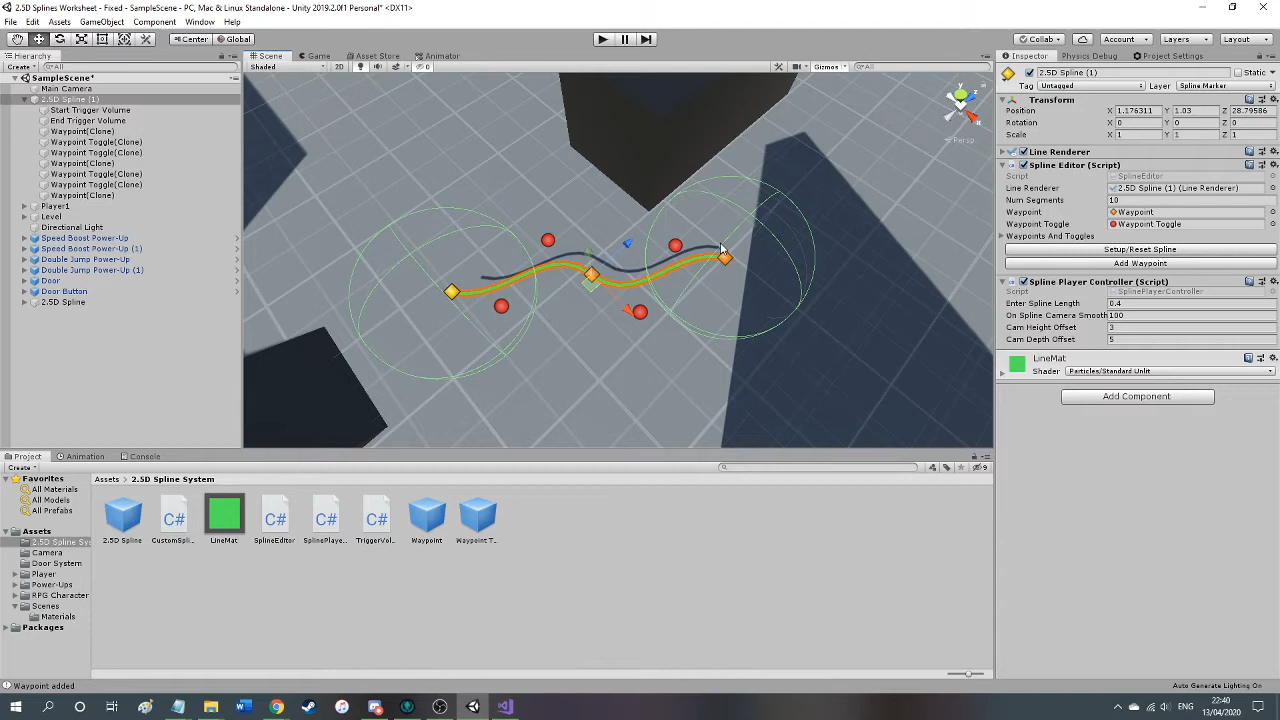 2.5D Splines Worksheet - Fixed - SampleScene - PC, Mac & Linux Standalone - Unity 2019.2.0f1 Personal* <DX11>
File Edit Assets GameObject Component Window Help
Center Global Collab Account Layers Layout
Hierarchy Scene Game Asset Store Animator Inspector Physics Debug Project Settings
Create All Shaded 2D 0 Gizmos All
SampleScene*
Main Camera
2.5D Spline (1)
Start Trigger Volume
End Trigger Volume
Waypoint(Clone)
Waypoint Toggle(Clone)
Waypoint Toggle(Clone)
Waypoint(Clone)
Waypoint Toggle(Clone)
Waypoint Toggle(Clone)
Waypoint(Clone)
Player1
Level
Directional Light
Speed Boost Power-Up
Speed Boost Power-Up (1)
Double Jump Power-Up
Double Jump Power-Up (1)
Door
Door Button
2.5D Spline
y
z
x
Persp
2.5D Spline (1) Static
Tag Untagged Layer Spline Marker
Transform
Position X 1.176311 Y 1.03 Z 28.79586
Rotation X 0 Y 0 Z 0
Scale X 1 Y 1 Z 1
Line Renderer
Spline Editor (Script)
Script SplineEditor
Line Renderer 2.5D Spline (1) (Line Renderer)
Num Segments 10
Waypoint Waypoint
Waypoint Toggle Waypoint Toggle
Waypoints And Toggles
Setup/Reset Spline
Add Waypoint
Spline Player Controller (Script)
Script SplinePlayerController
Enter Spline Length 0.4
On Spline Camera Smooth 100
Cam Height Offset 3
Cam Depth Offset 5
LineMat
Shader Particles/Standard Unlit
Add Component
Project Animation Console
Create 9
Favorites
All Materials
All Models
All Prefabs
Assets
2.5D Spline Sys
Camera
Door System
Player
Power-Ups
RPG Character
Scenes
Materials
Packages
Assets 2.5D Spline System
C# C# C# C#
2.5D Spline CustomSpli... LineMat SplineEditor SplinePlaye... TriggerVol... Waypoint Waypoint T...
Waypoint added
Auto Generate Lighting On
22:40
13/04/2020